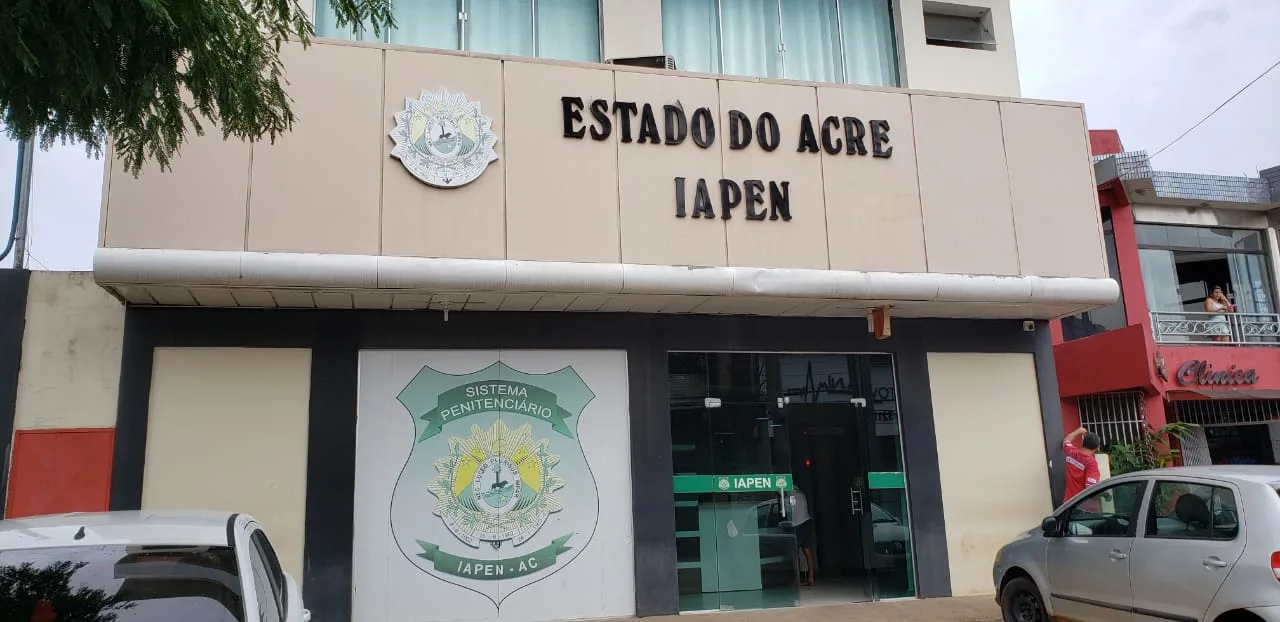 ESTADO DO ACRE
IAPEN
SISTEMA
PENITENCIÁRIO
IAPEN - AC
IAPEN
Clinica